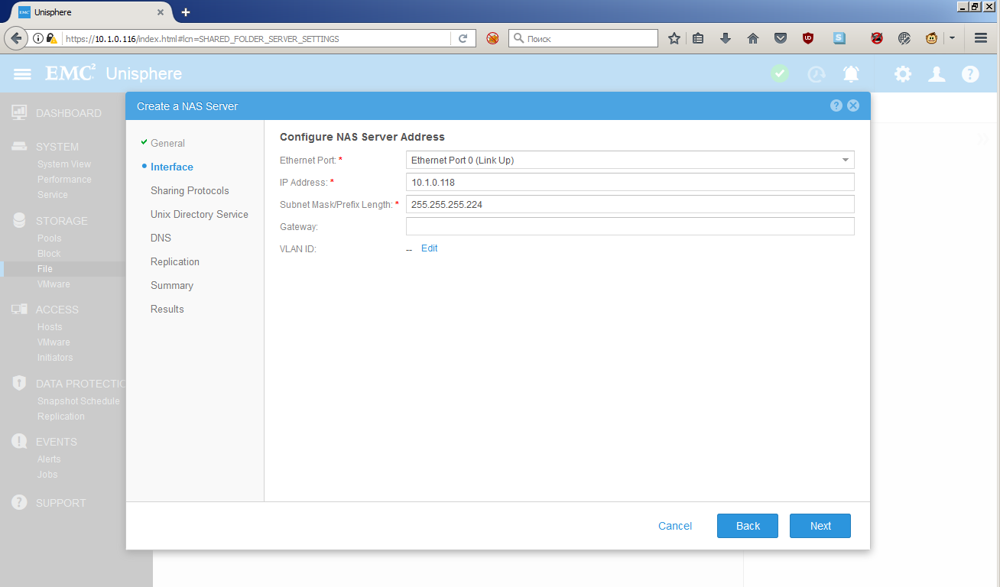 EMC² Unisphere
https://10.1.0.116/index.html#lcn=SHARED_FOLDER_SERVER_SETTINGS
Поиск
UD
S
EMC² Unisphere
?
DASHBOARD
SYSTEM
System View
Performance
Service
STORAGE
Pools
Block
File
VMware
ACCESS
Hosts
VMware
Initiators
DATA PROTECTIO
Snapshot Schedule
Replication
EVENTS
Alerts
Jobs
SUPPORT
Create a NAS Server
?
General
Interface
Sharing Protocols
Unix Directory Service
DNS
Replication
Summary
Results
Configure NAS Server Address
Ethernet Port: * Ethernet Port 0 (Link Up)
IP Address: * 10.1.0.118
Subnet Mask/Prefix Length: * 255.255.255.224
Gateway:
VLAN ID: -- Edit
Cancel Back Next